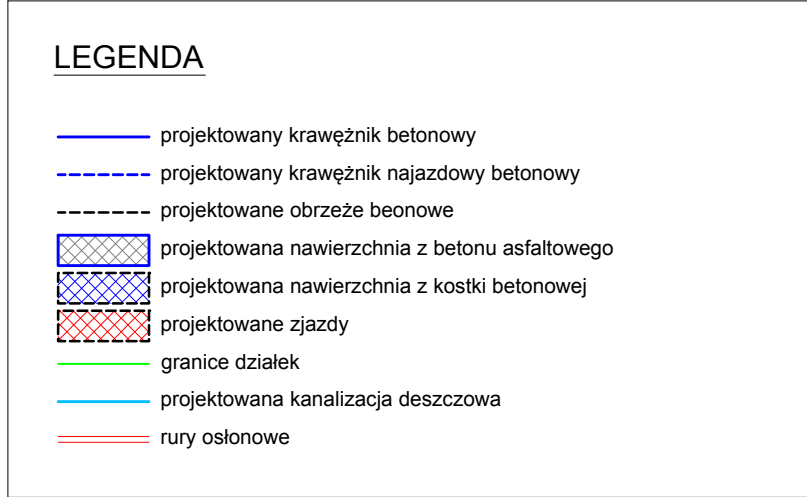 LEGENDA
projektowany krawężnik betonowy
projektowany krawężnik najazdowy betonowy
projektowane obrzeże beonowe
projektowana nawierzchnia z betonu asfaltowego
projektowana nawierzchnia z kostki betonowej
projektowane zjazdy
granice działek
projektowana kanalizacja deszczowa
rury osłonowe